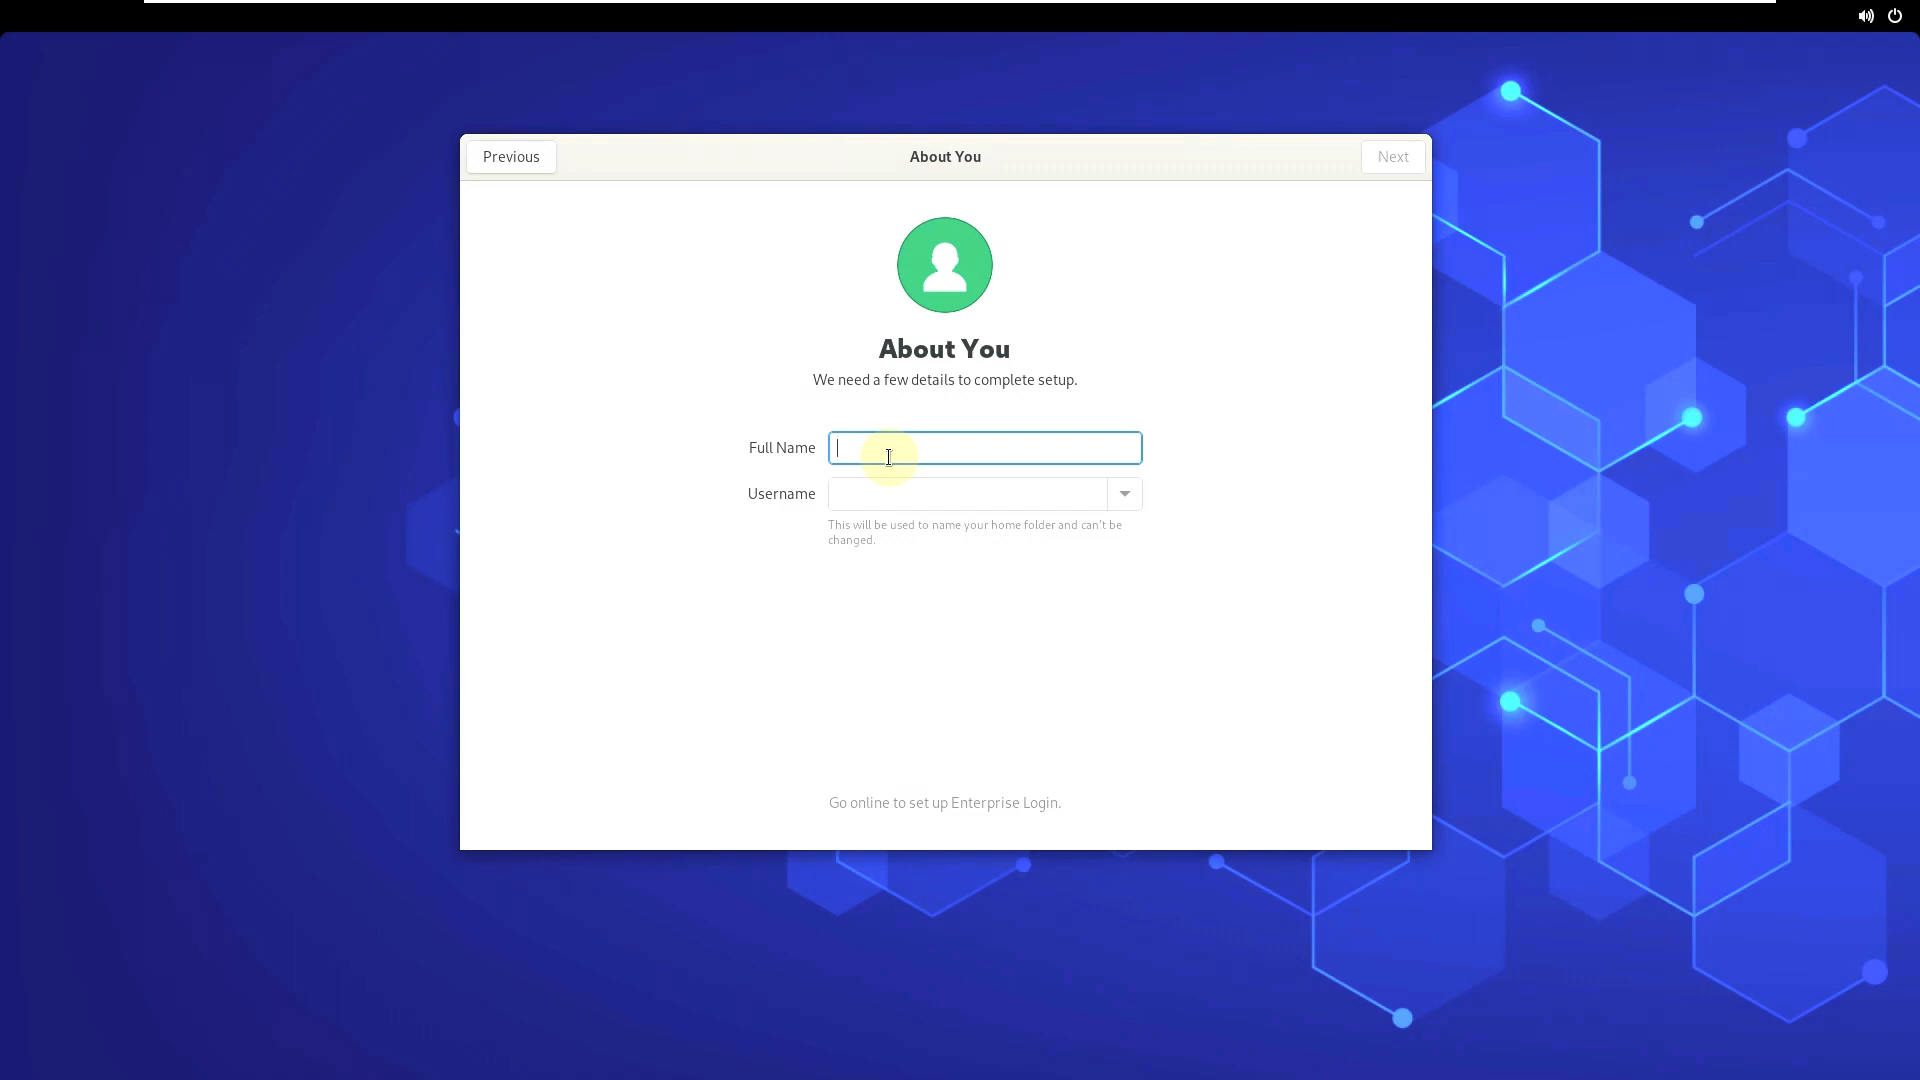 Previous
About You
Next
About You
We need a few details to complete setup.
Full Name
Username
This will be used to name your home folder and can't be
changed.
Go online to set up Enterprise Login.